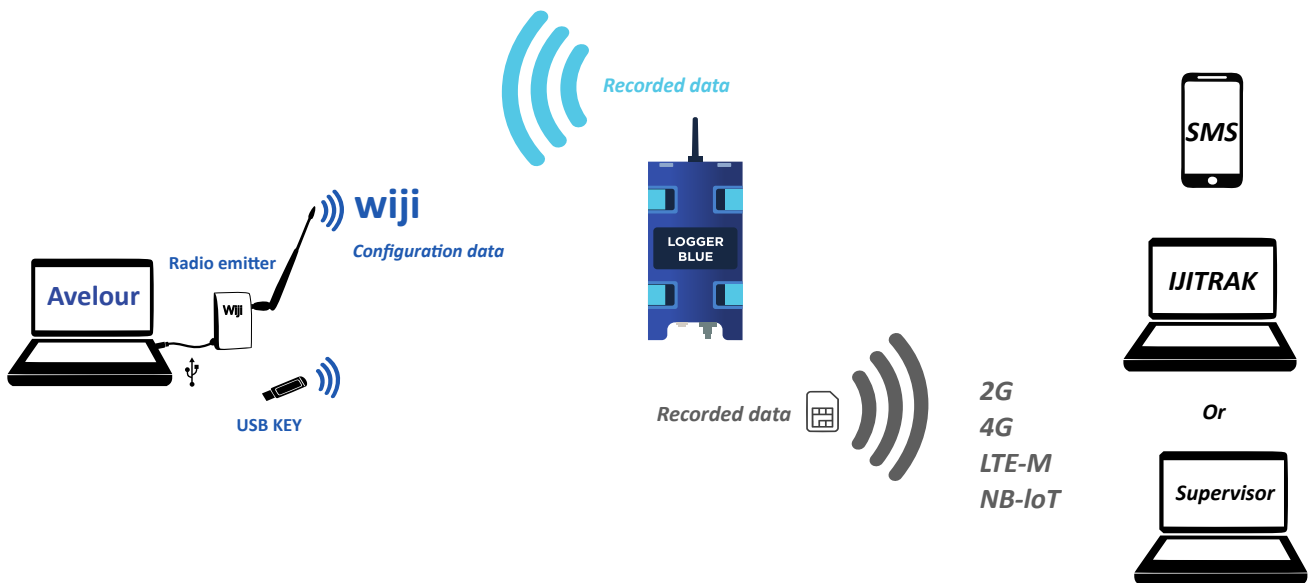 Recorded data
SMS
wiji
Configuration data
Radio emitter
Avelour
wiji
USB KEY
LOGGER
BLUE
IJITRAK
Or
Supervisor
Recorded data
2G
4G
LTE-M
NB-loT